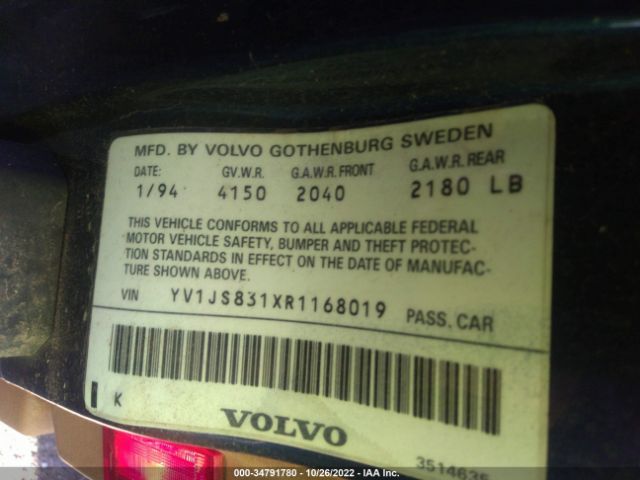 MFD. BY VOLVO GOTHENBURG SWEDEN
DATE: GV.W.R. G.A.W.R. FRONT G.A.W.R. REAR
1/94 4150 2040 2180 LB
THIS VEHICLE CONFORMS TO ALL APPLICABLE FEDERAL
MOTOR VEHICLE SAFETY, BUMPER AND THEFT PROTEC-
TION STANDARDS IN EFFECT ON THE DATE OF MANUFAC-
TURE SHOWN ABOVE.
VIN YV1JS831XR1168019 PASS. CAR
K
VOLVO
3514635
000-34791780 - 10/26/2022 - IAA Inc.